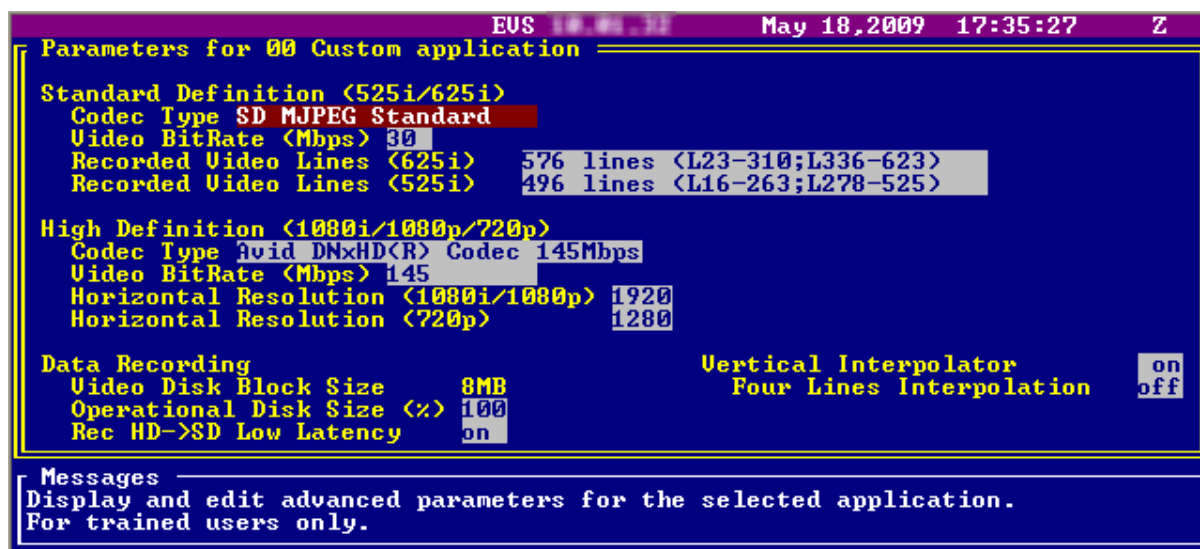 EVS May 18,2009 17:35:27 Z
Parameters for 00 Custom application
Standard Definition (525i/625i)
Codec Type SD MJPEG Standard
Video BitRate (Mbps) 30
Recorded Video Lines (625i) 576 lines (L23-310;L336-623)
Recorded Video Lines (525i) 496 lines (L16-263;L278-525)
High Definition (1080i/1080p/720p)
Codec Type Avid DNxHD(R) Codec 145Mbps
Video BitRate (Mbps) 145
Horizontal Resolution (1080i/1080p) 1920
Horizontal Resolution (720p) 1280
Data Recording Vertical Interpolator on
Video Disk Block Size 8MB Four Lines Interpolation off
Operational Disk Size (%) 100
Rec HD->SD Low Latency on
Messages
Display and edit advanced parameters for the selected application.
For trained users only.